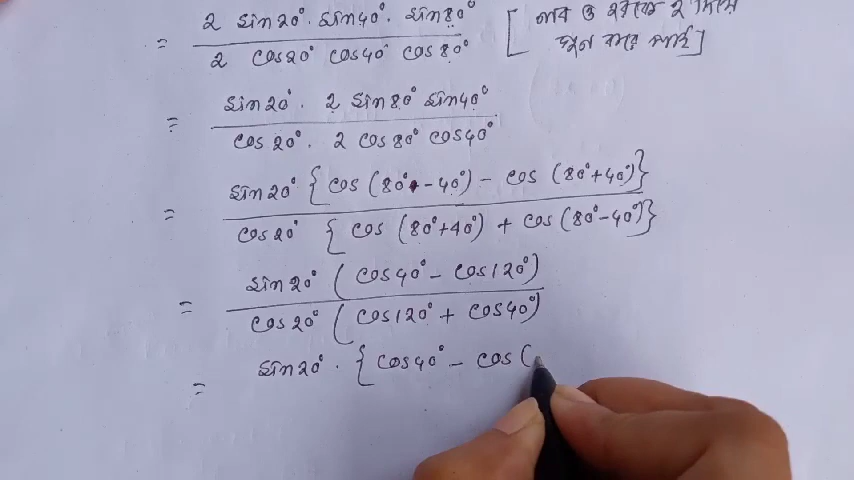 = 2 sin20°. sin40°. sin80° / 2 cos20° cos40° cos80° [ লব ও হরকে 2 দিয়ে
গুন করে পাই]
= sin20°. 2 sin80° sin40° / cos20°. 2 cos80° cos40°
= sin20° { cos (80°-40°) - cos (80°+40°)} / cos20° { cos (80°+40°) + cos (80°-40°)}
= sin20° ( cos40° - cos120°) / cos20° ( cos120° + cos40°)
= sin20°. { cos40° - cos (